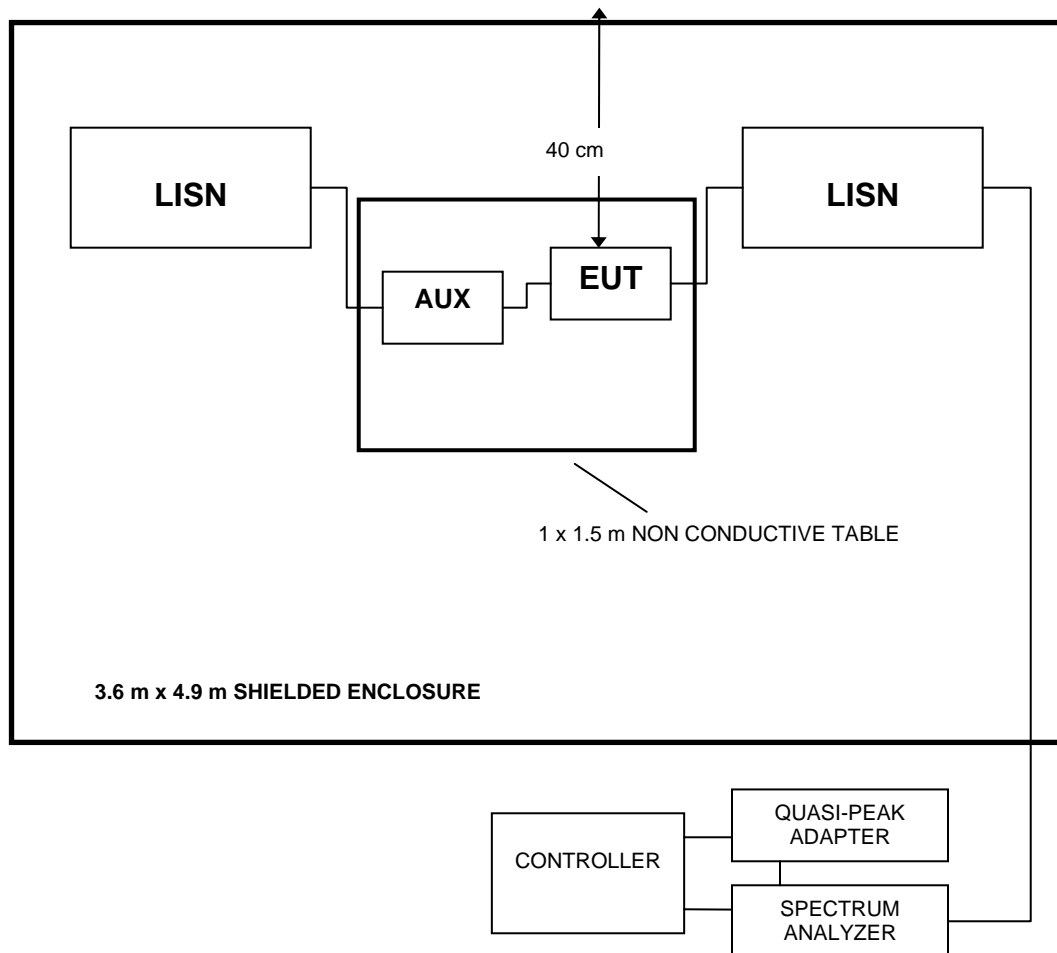 40 cm
LISN
LISN
EUT
AUX
1 x 1.5 m NON CONDUCTIVE TABLE
3.6 m x 4.9 m SHIELDED ENCLOSURE
QUASI-PEAK
ADAPTER
CONTROLLER
SPECTRUM
ANALYZER